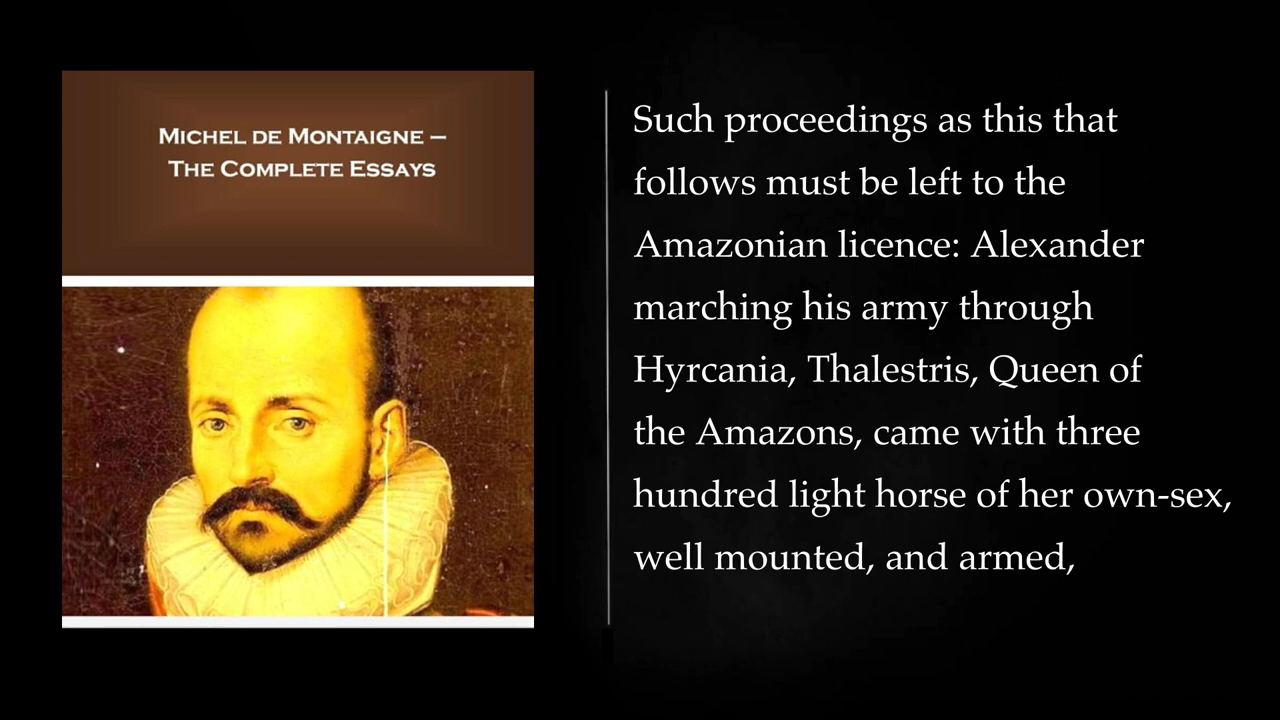 MICHEL DE MONTAIGNE –
THE COMPLETE ESSAYS
Such proceedings as this that
follows must be left to the
Amazonian licence: Alexander
marching his army through
Hyrcania, Thalestris, Queen of
the Amazons, came with three
hundred light horse of her own-sex,
well mounted, and armed,